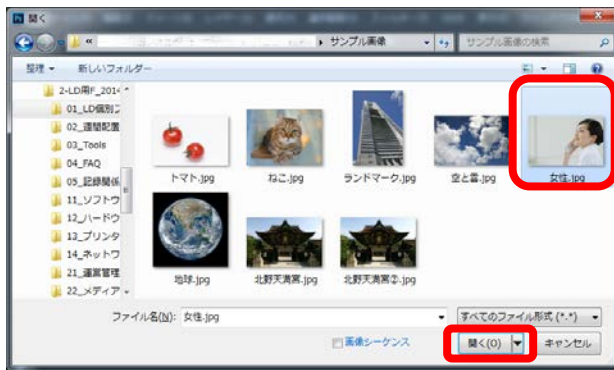 Ps 開く
« サンプル画像 サンプル画像の検索
整理 新しいフォルダー
2-LD用F_2014
01_LD個別フ
02_週間配置
03_Tools
04_FAQ
05_記録関係
11_ソフトウ
12_ハードウ
13_プリンタ
14_ネットワ
21_運営管理
22_メディア
トマト.jpg ねこ.jpg ランドマーク.jpg 空と雲.jpg 女性.jpg
地球.jpg 北野天満宮.jpg 北野天満宮②.jpg
ファイル名(N): 女性.jpg すべてのファイル形式 (*.*)
画像シーケンス 開く(O) キャンセル